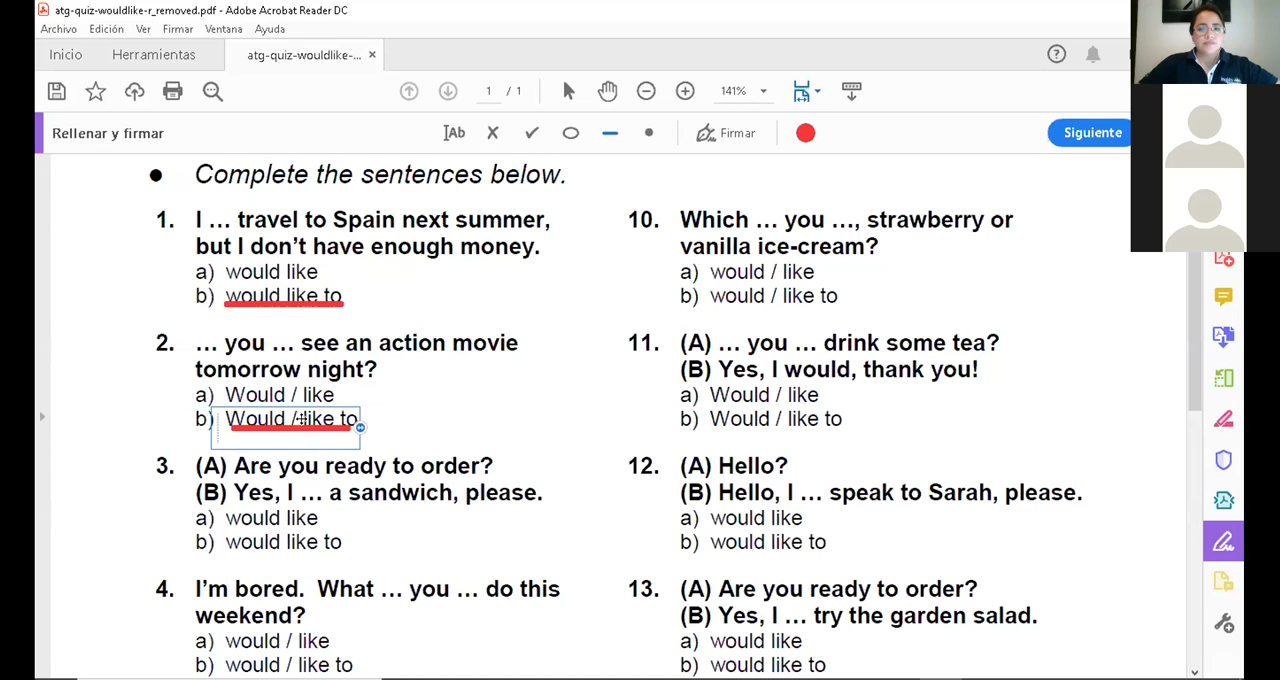 atg-quiz-wouldlike-r_removed.pdf - Adobe Acrobat Reader DC
Archivo Edición Ver Firmar Ventana Ayuda
Inicio Herramientas atg-quiz-wouldlike-... ×
1 / 1 141%
Rellenar y firmar Ab Firmar Siguiente
● Complete the sentences below.
1. I ... travel to Spain next summer,
but I don't have enough money.
a) would like
b) would like to
2. ... you ... see an action movie
tomorrow night?
a) Would / like
b) Would / like to
3. (A) Are you ready to order?
(B) Yes, I ... a sandwich, please.
a) would like
b) would like to
4. I'm bored. What ... you ... do this
weekend?
a) would / like
b) would / like to
10. Which ... you ..., strawberry or
vanilla ice-cream?
a) would / like
b) would / like to
11. (A) ... you ... drink some tea?
(B) Yes, I would, thank you!
a) Would / like
b) Would / like to
12. (A) Hello?
(B) Hello, I ... speak to Sarah, please.
a) would like
b) would like to
13. (A) Are you ready to order?
(B) Yes, I ... try the garden salad.
a) would like
b) would like to